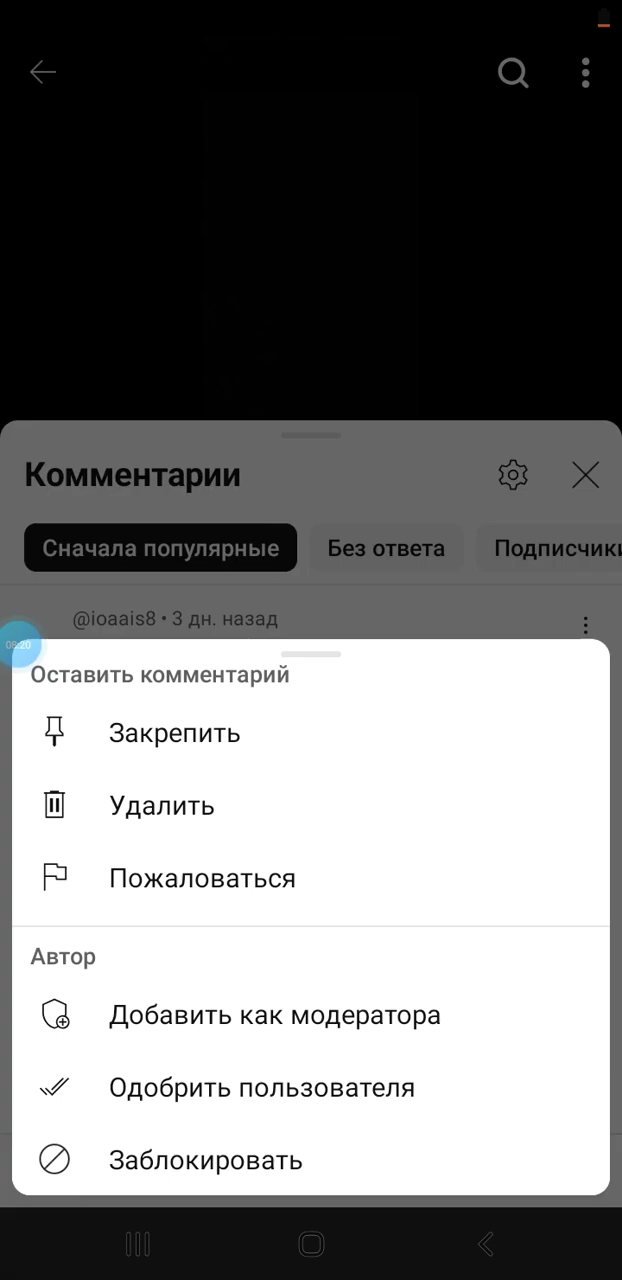 Комментарии
Сначала популярные
Без ответа
Подписчики
@ioaais8 • 3 дн. назад
08:20
Оставить комментарий
Закрепить
Удалить
Пожаловаться
Автор
Добавить как модератора
Одобрить пользователя
Заблокировать